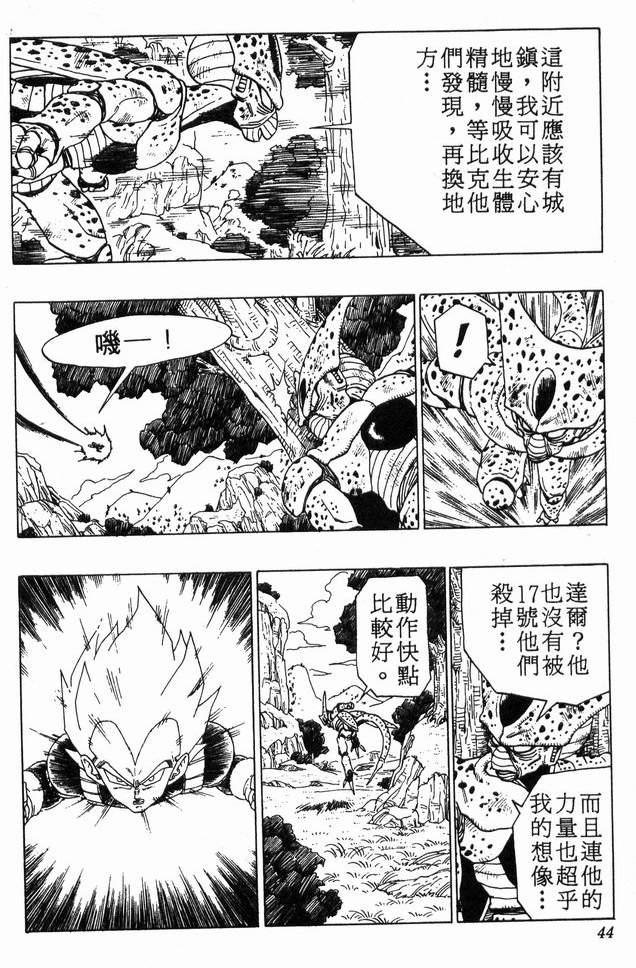 這附近應該有城
鎮，我可以安心
地慢慢吸收生體
精髓，等比克他
們發現，再換地
方…
！
嘰一！
達爾？他
也沒有被
17號他們
殺掉…
而且連他的
力量也超乎
我的想像…
動作快點
比較好。
44